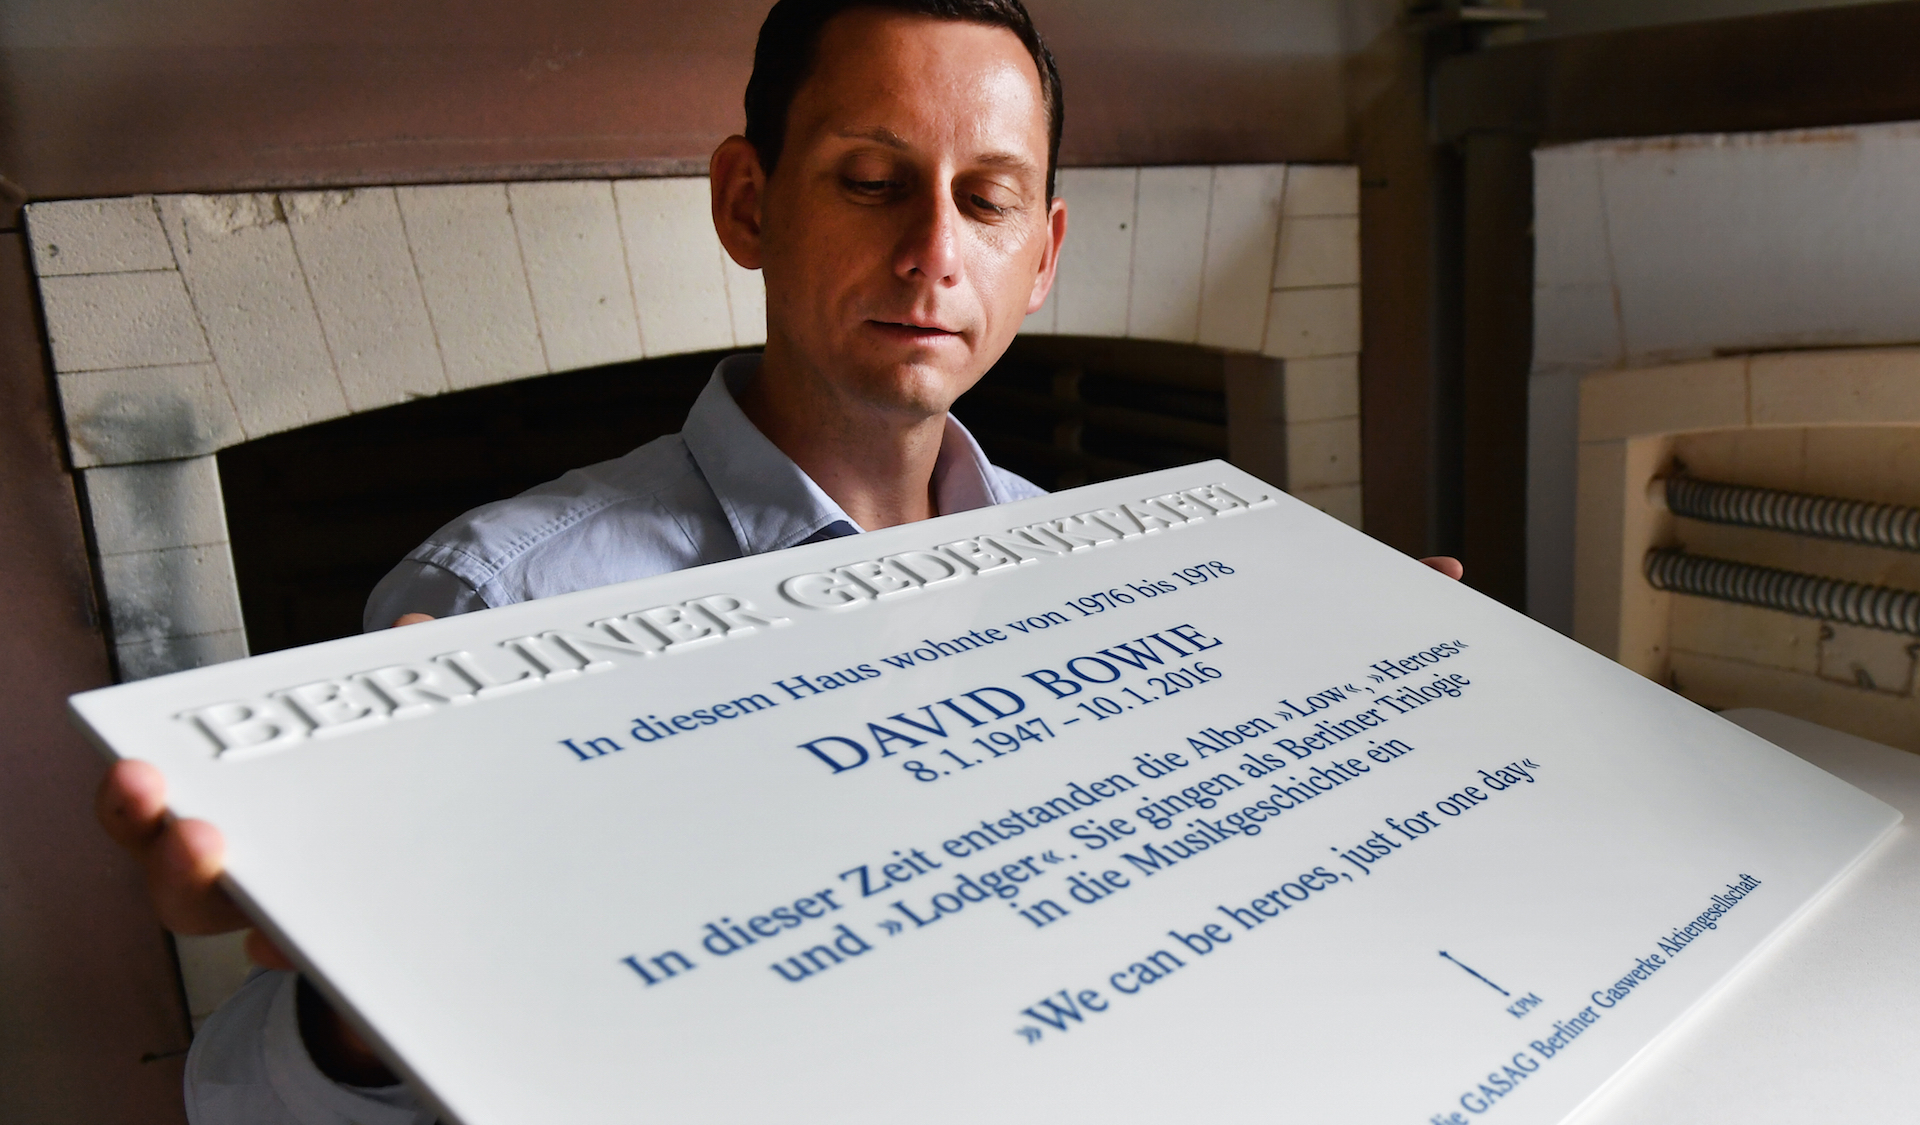 BERLINER GEDENKTAFEL
In diesem Haus wohnte von 1976 bis 1978
DAVID BOWIE
8. 1. 1947 – 10. 1. 2016
In dieser Zeit entstanden die Alben »Low«, »Heroes«
und »Lodger«. Sie gingen als Berliner Trilogie
in die Musikgeschichte ein
»We can be heroes, just for one day«
KPM
die GASAG Berliner Gaswerke Aktiengesellschaft